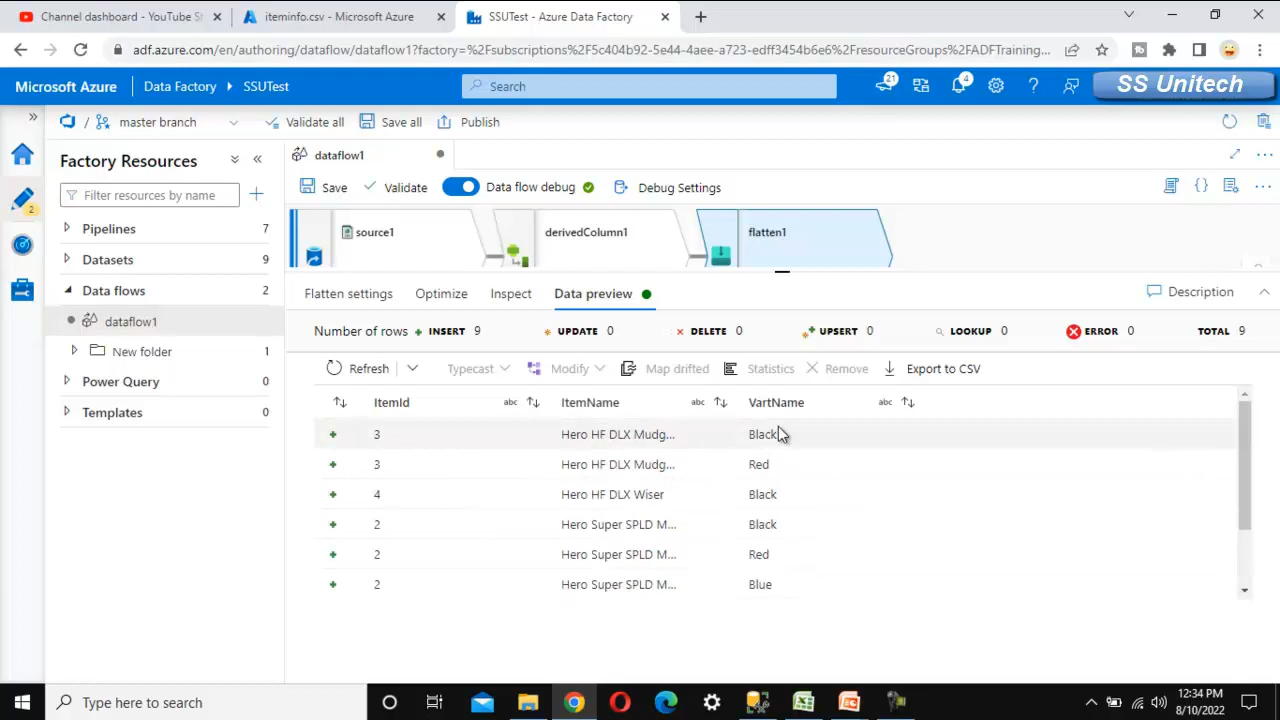 Channel dashboard - YouTube St
iteminfo.csv - Microsoft Azure
SSUTest - Azure Data Factory
adf.azure.com/en/authoring/dataflow/dataflow1?factory=%2Fsubscriptions%2F5c404b92-5e44-4aee-a723-edff3454b6e6%2FresourceGroups%2FADFTraining...
Microsoft Azure
Data Factory
SSUTest
Search
21
4
SS Unitech
/ master branch
Validate all
Save all
Publish
2
Factory Resources
Filter resources by name
Pipelines 7
Datasets 9
Data flows 2
dataflow1
New folder 1
Power Query 0
Templates 0
dataflow1
Save
Validate
Data flow debug
Debug Settings
source1
derivedColumn1
flatten1
Flatten settings
Optimize
Inspect
Data preview
Description
Number of rows + INSERT 9 UPDATE 0 DELETE 0 UPSERT 0 LOOKUP 0 ERROR 0 TOTAL 9
Refresh
Typecast
Modify
Map drifted
Statistics
Remove
Export to CSV
ItemId abc ItemName abc VartName abc
3 Hero HF DLX Mudg... Black
3 Hero HF DLX Mudg... Red
4 Hero HF DLX Wiser Black
2 Hero Super SPLD M... Black
2 Hero Super SPLD M... Red
2 Hero Super SPLD M... Blue
Type here to search
12:34 PM
8/10/2022